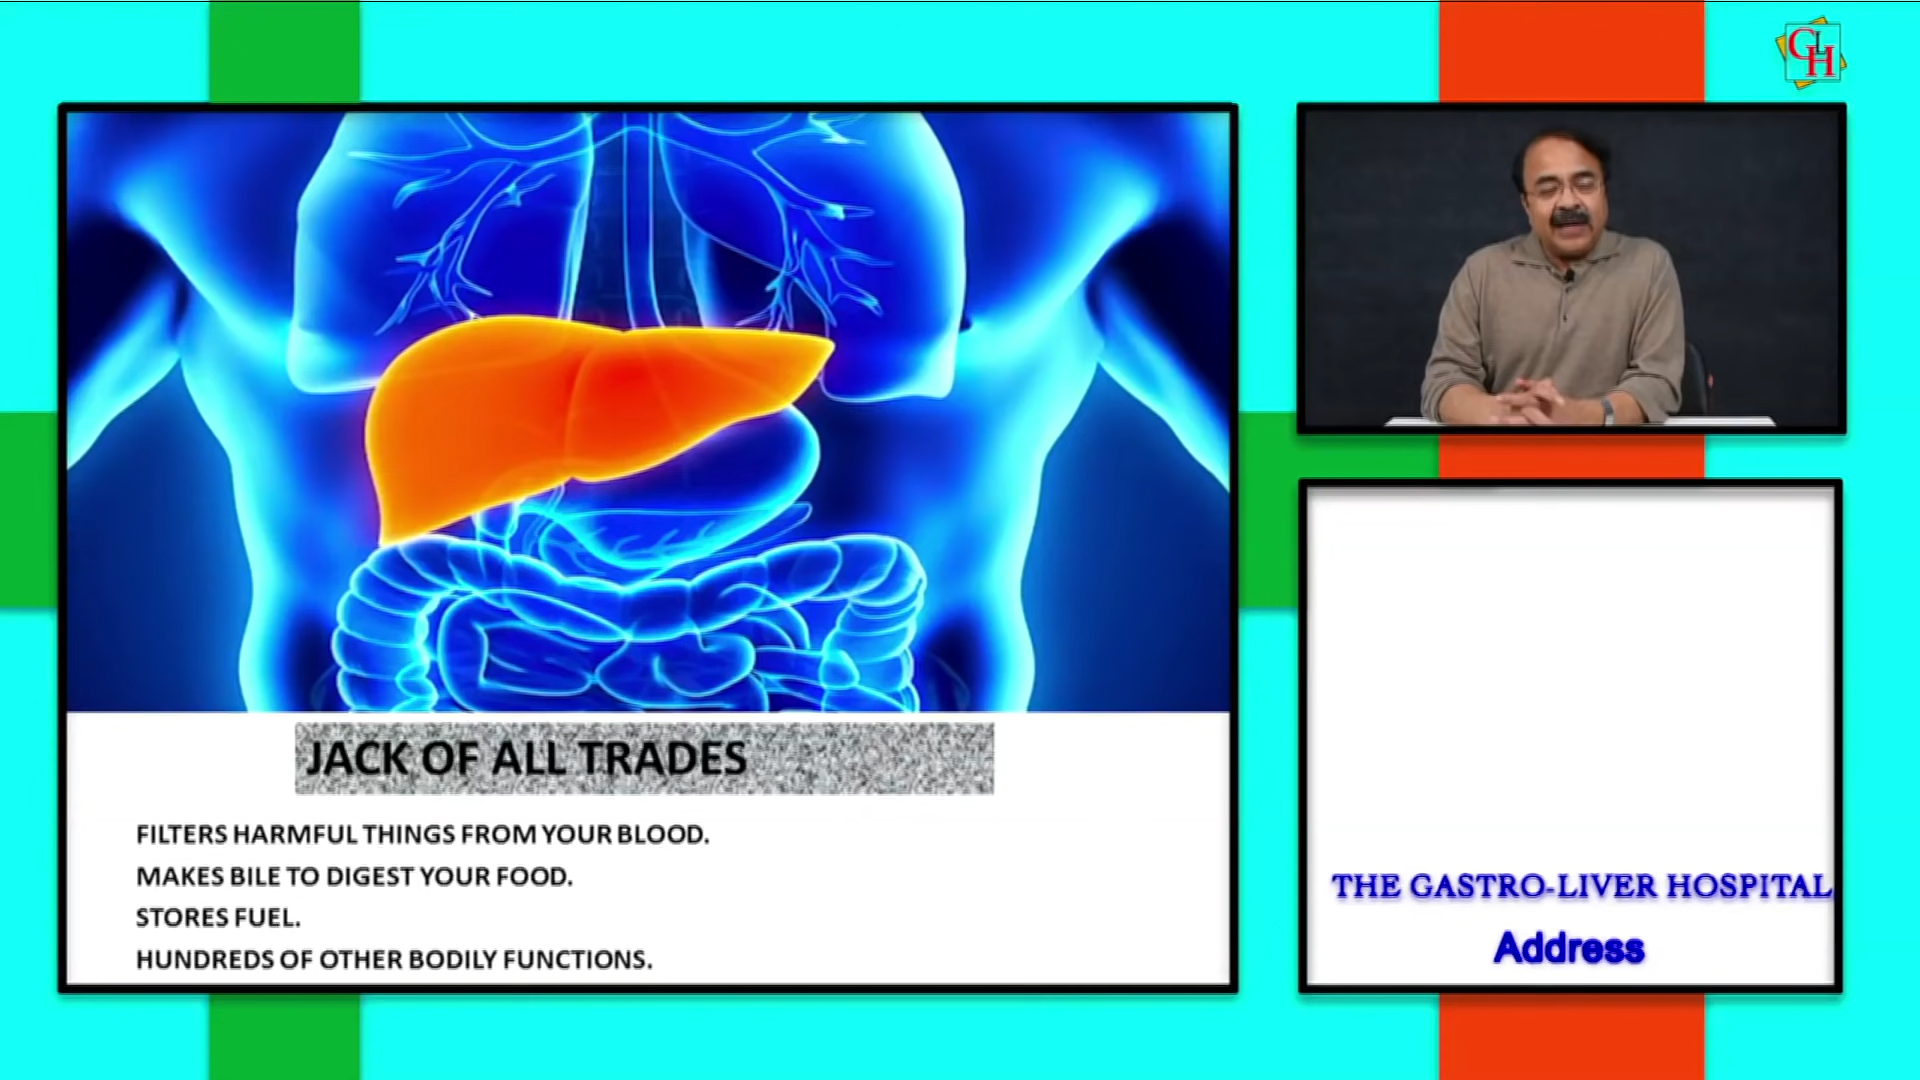 GLH
JACK OF ALL TRADES
FILTERS HARMFUL THINGS FROM YOUR BLOOD.
MAKES BILE TO DIGEST YOUR FOOD.
STORES FUEL.
HUNDREDS OF OTHER BODILY FUNCTIONS.
THE GASTRO-LIVER HOSPITAL
Address